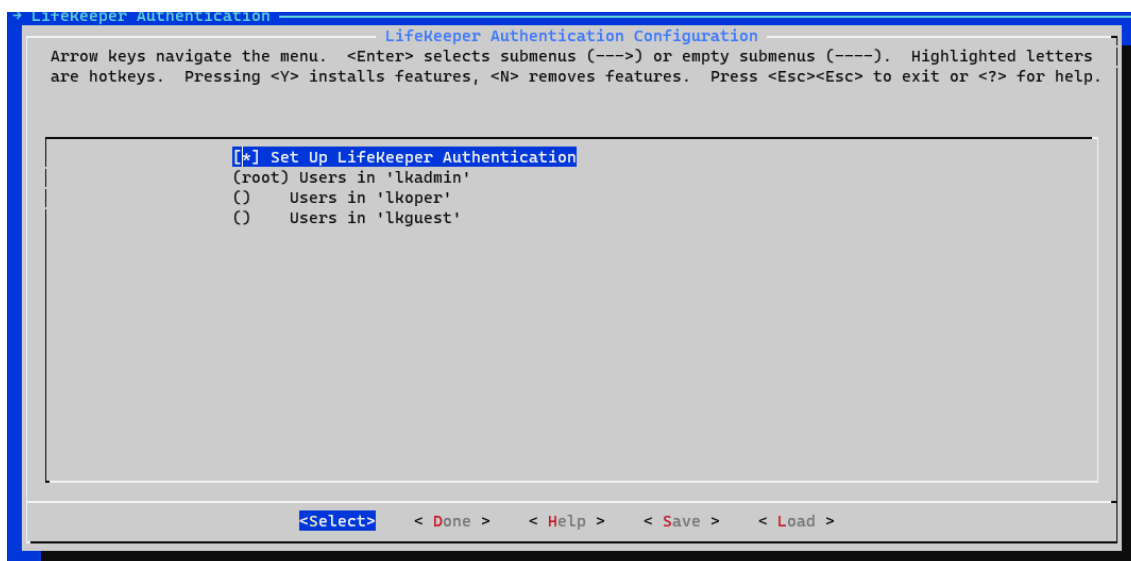 → LifeKeeper Authentication
LifeKeeper Authentication Configuration
Arrow keys navigate the menu.  <Enter> selects submenus (--->) or empty submenus (----).  Highlighted letters
are hotkeys.  Pressing <Y> installs features, <N> removes features.  Press <Esc><Esc> to exit or <?> for help.
[*] Set Up LifeKeeper Authentication
(root) Users in 'lkadmin'
()    Users in 'lkoper'
()    Users in 'lkguest'
<Select>    < Done >    < Help >    < Save >    < Load >